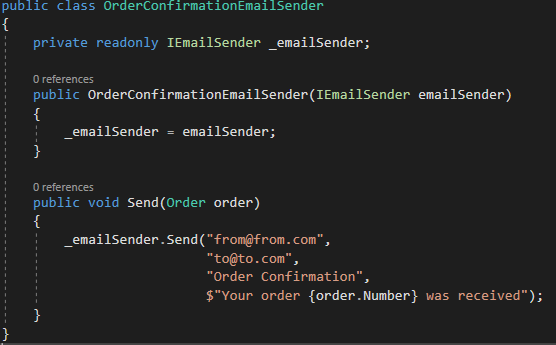 public class OrderConfirmationEmailSender
{
    private readonly IEmailSender _emailSender;
    0 references
    public OrderConfirmationEmailSender(IEmailSender emailSender)
    {
        _emailSender = emailSender;
    }
    0 references
    public void Send(Order order)
    {
        _emailSender.Send("from@from.com",
                          "to@to.com",
                          "Order Confirmation",
                          $"Your order {order.Number} was received");
    }
}